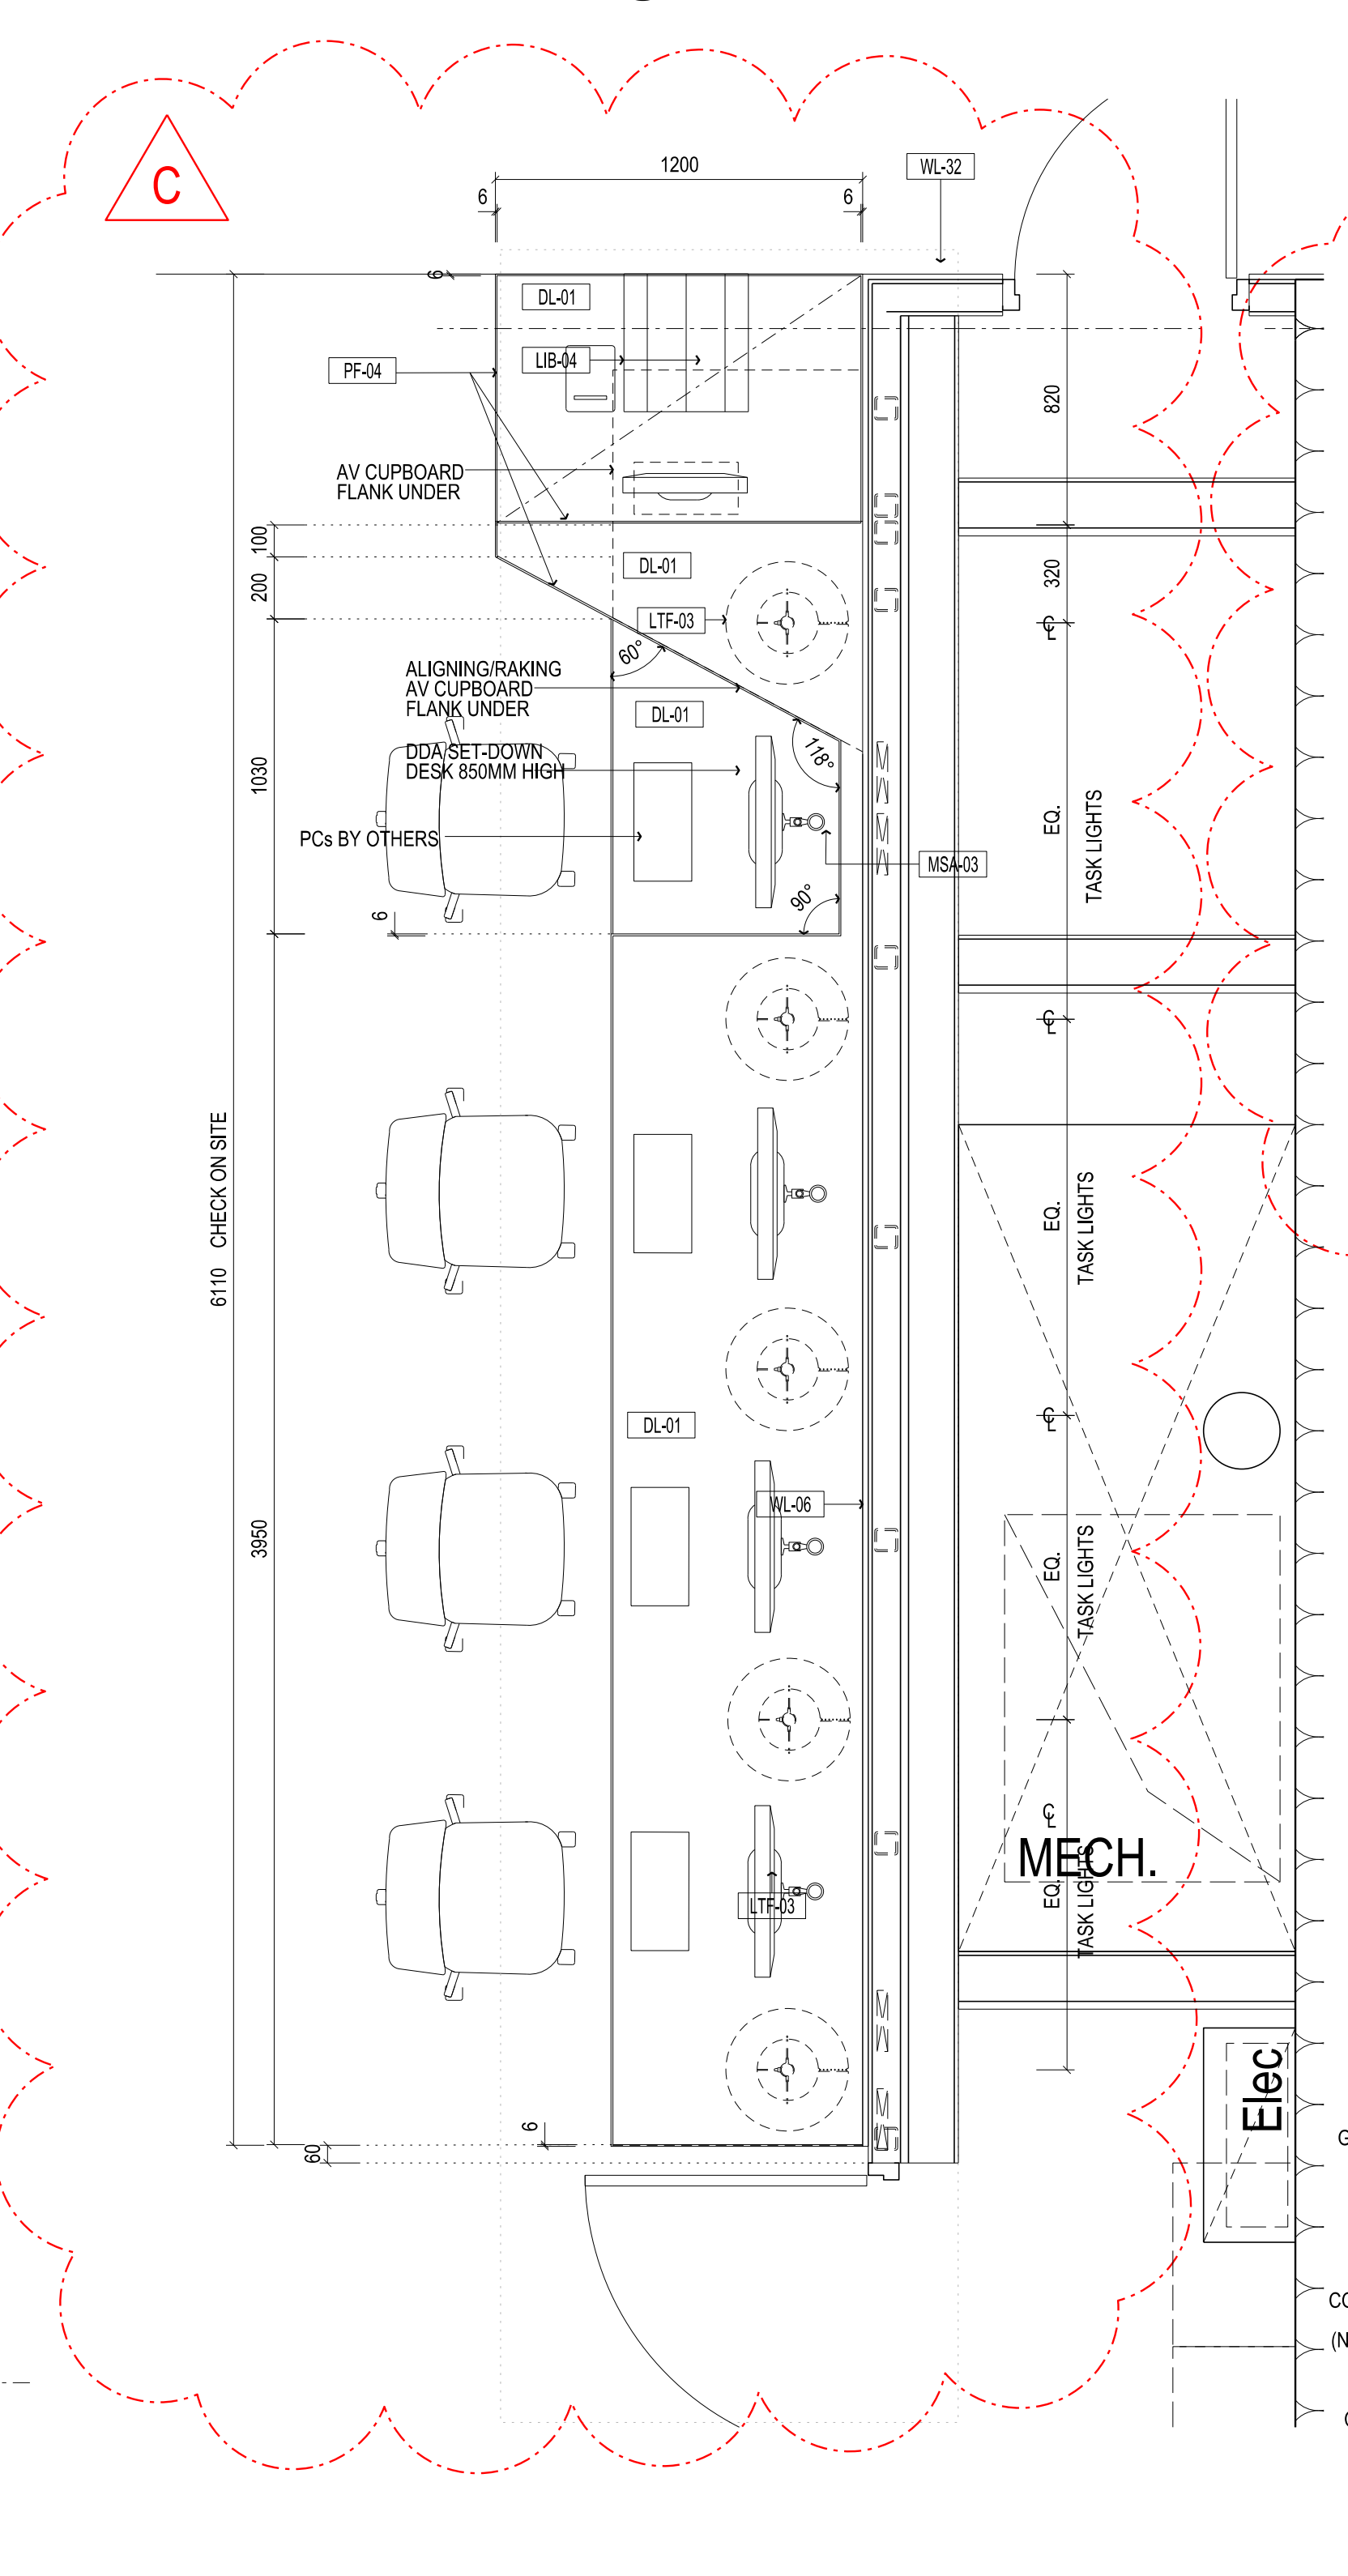 C
1200
WL-32
6
6
6
DL-01
LIB-04
PF-04
820
AV CUPBOARD
FLANK UNDER
100
DL-01
200
320
LTF-03
℄
60°
ALIGNING/RAKING
AV CUPBOARD
FLANK UNDER
DL-01
118°
DDA SET-DOWN
DESK 850MM HIGH
1030
EQ.
TASK LIGHTS
PCs BY OTHERS
MSA-03
90°
6
℄
6110 CHECK ON SITE
EQ.
TASK LIGHTS
℄
DL-01
WL-06
3950
EQ.
TASK LIGHTS
℄
MECH.
EQ.
TASK LIGHTS
LTF-03
Elec
6
60
G
CO
(N